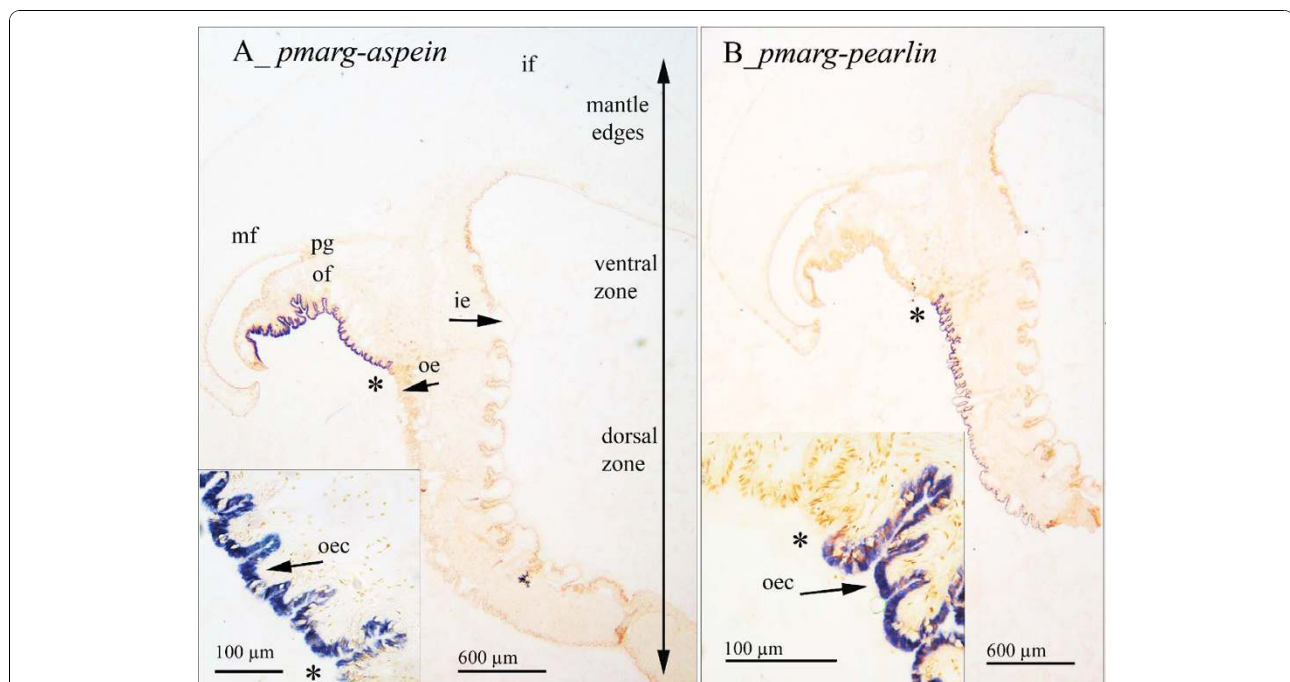 A_ pmarg-aspein
if
mantle
edges
mf
pg
of
ventral
zone
ie
oe
*
dorsal
zone
oec
100 µm
*
600 µm
B_pmarg-pearlin
*
*
oec
100 µm
600 µm